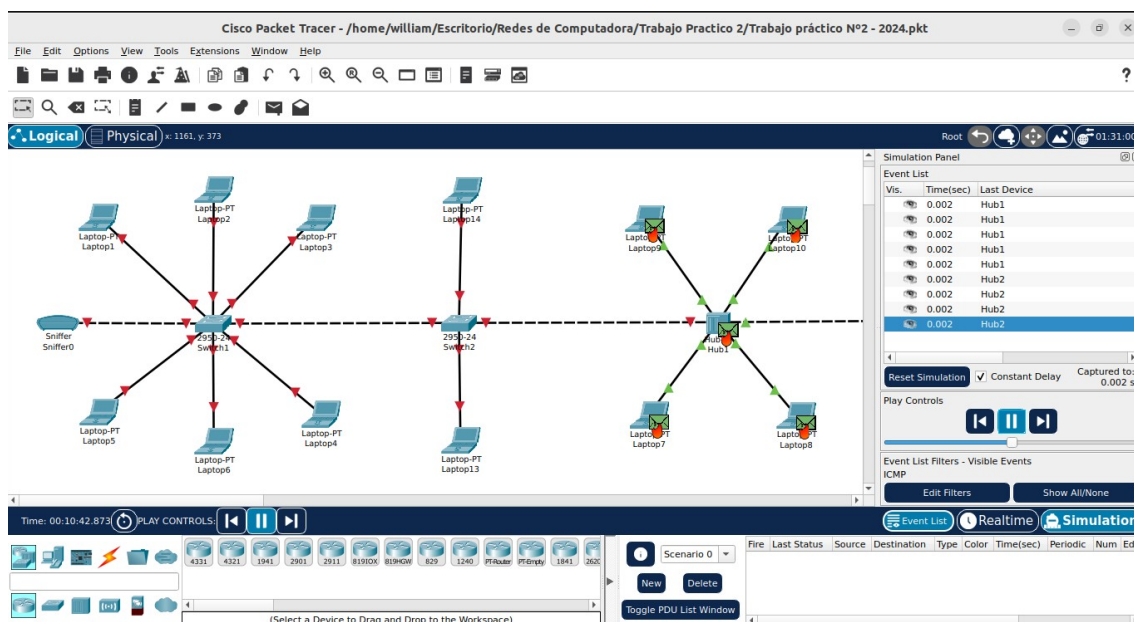 Cisco Packet Tracer - /home/william/Escritorio/Redes de Computadora/Trabajo Practico 2/Trabajo práctico Nº2 - 2024.pkt
File Edit Options View Tools Extensions Window Help
?
Logical Physical x: 1161, y: 373 Root 01:31:00
Simulation Panel
Event List
Vis. Time(sec) Last Device
0.002 Hub1
0.002 Hub1
0.002 Hub1
0.002 Hub1
0.002 Hub1
0.002 Hub2
0.002 Hub2
0.002 Hub2
0.002 Hub2
Reset Simulation Constant Delay Captured to:
0.002 s
Play Controls
Event List Filters - Visible Events
ICMP
Edit Filters Show All/None
Laptop-PT
Laptop2
Laptop-PT
Laptop14
Laptop-PT
Laptop1
Laptop-PT
Laptop3
Laptop9
Laptop10
Sniffer
Sniffer0
2950-24
Switch1
2950-24
Switch2
Hub1
Laptop-PT
Laptop5
Laptop-PT
Laptop4
Laptop7
Laptop8
Laptop-PT
Laptop6
Laptop-PT
Laptop13
Time: 00:10:42.873 PLAY CONTROLS: Event List Realtime Simulation
4331 4321 1941 2901 2911 819IOX 819HGW 829 1240 PT-Router PT-Empty 1841 2620
(Select a Device to Drag and Drop to the Workspace)
Scenario 0
New Delete
Toggle PDU List Window
Fire Last Status Source Destination Type Color Time(sec) Periodic Num Ed